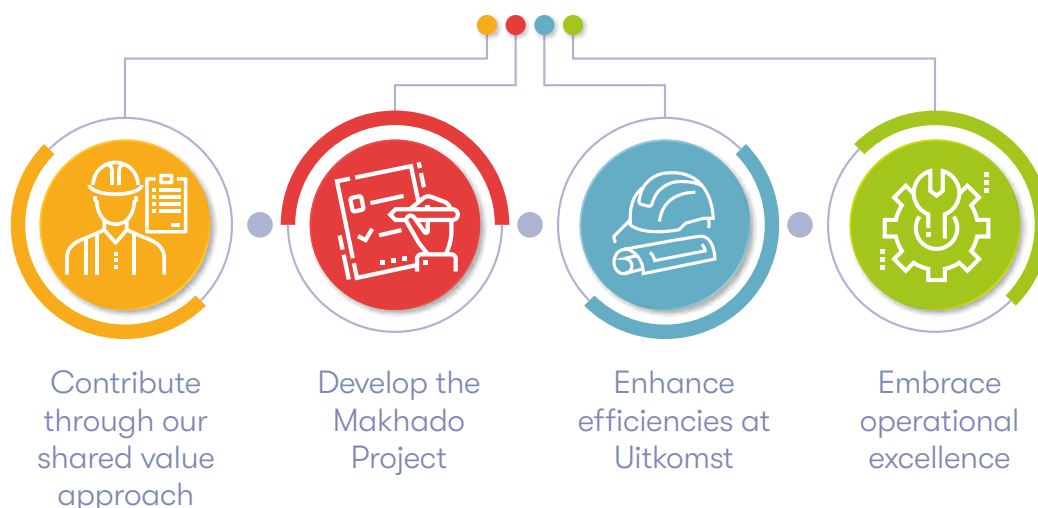 Contribute
through our
shared value
approach
Develop the
Makhado
Project
Enhance
efficiencies at
Uitkomst
Embrace
operational
excellence